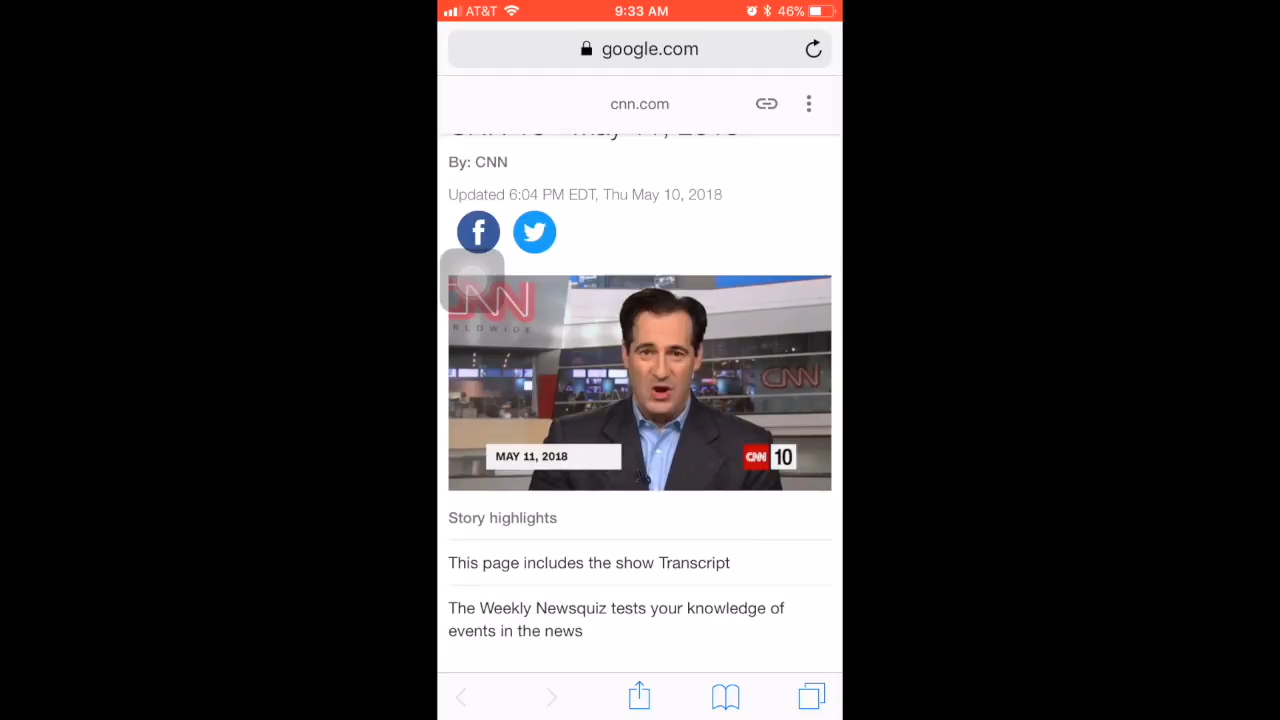 AT&T 9:33 AM 46%
google.com
cnn.com
By: CNN
Updated 6:04 PM EDT, Thu May 10, 2018
f
CNN
RLDWIDE
CNN
MAY 11, 2018
CNN 10
Story highlights
This page includes the show Transcript
The Weekly Newsquiz tests your knowledge of
events in the news